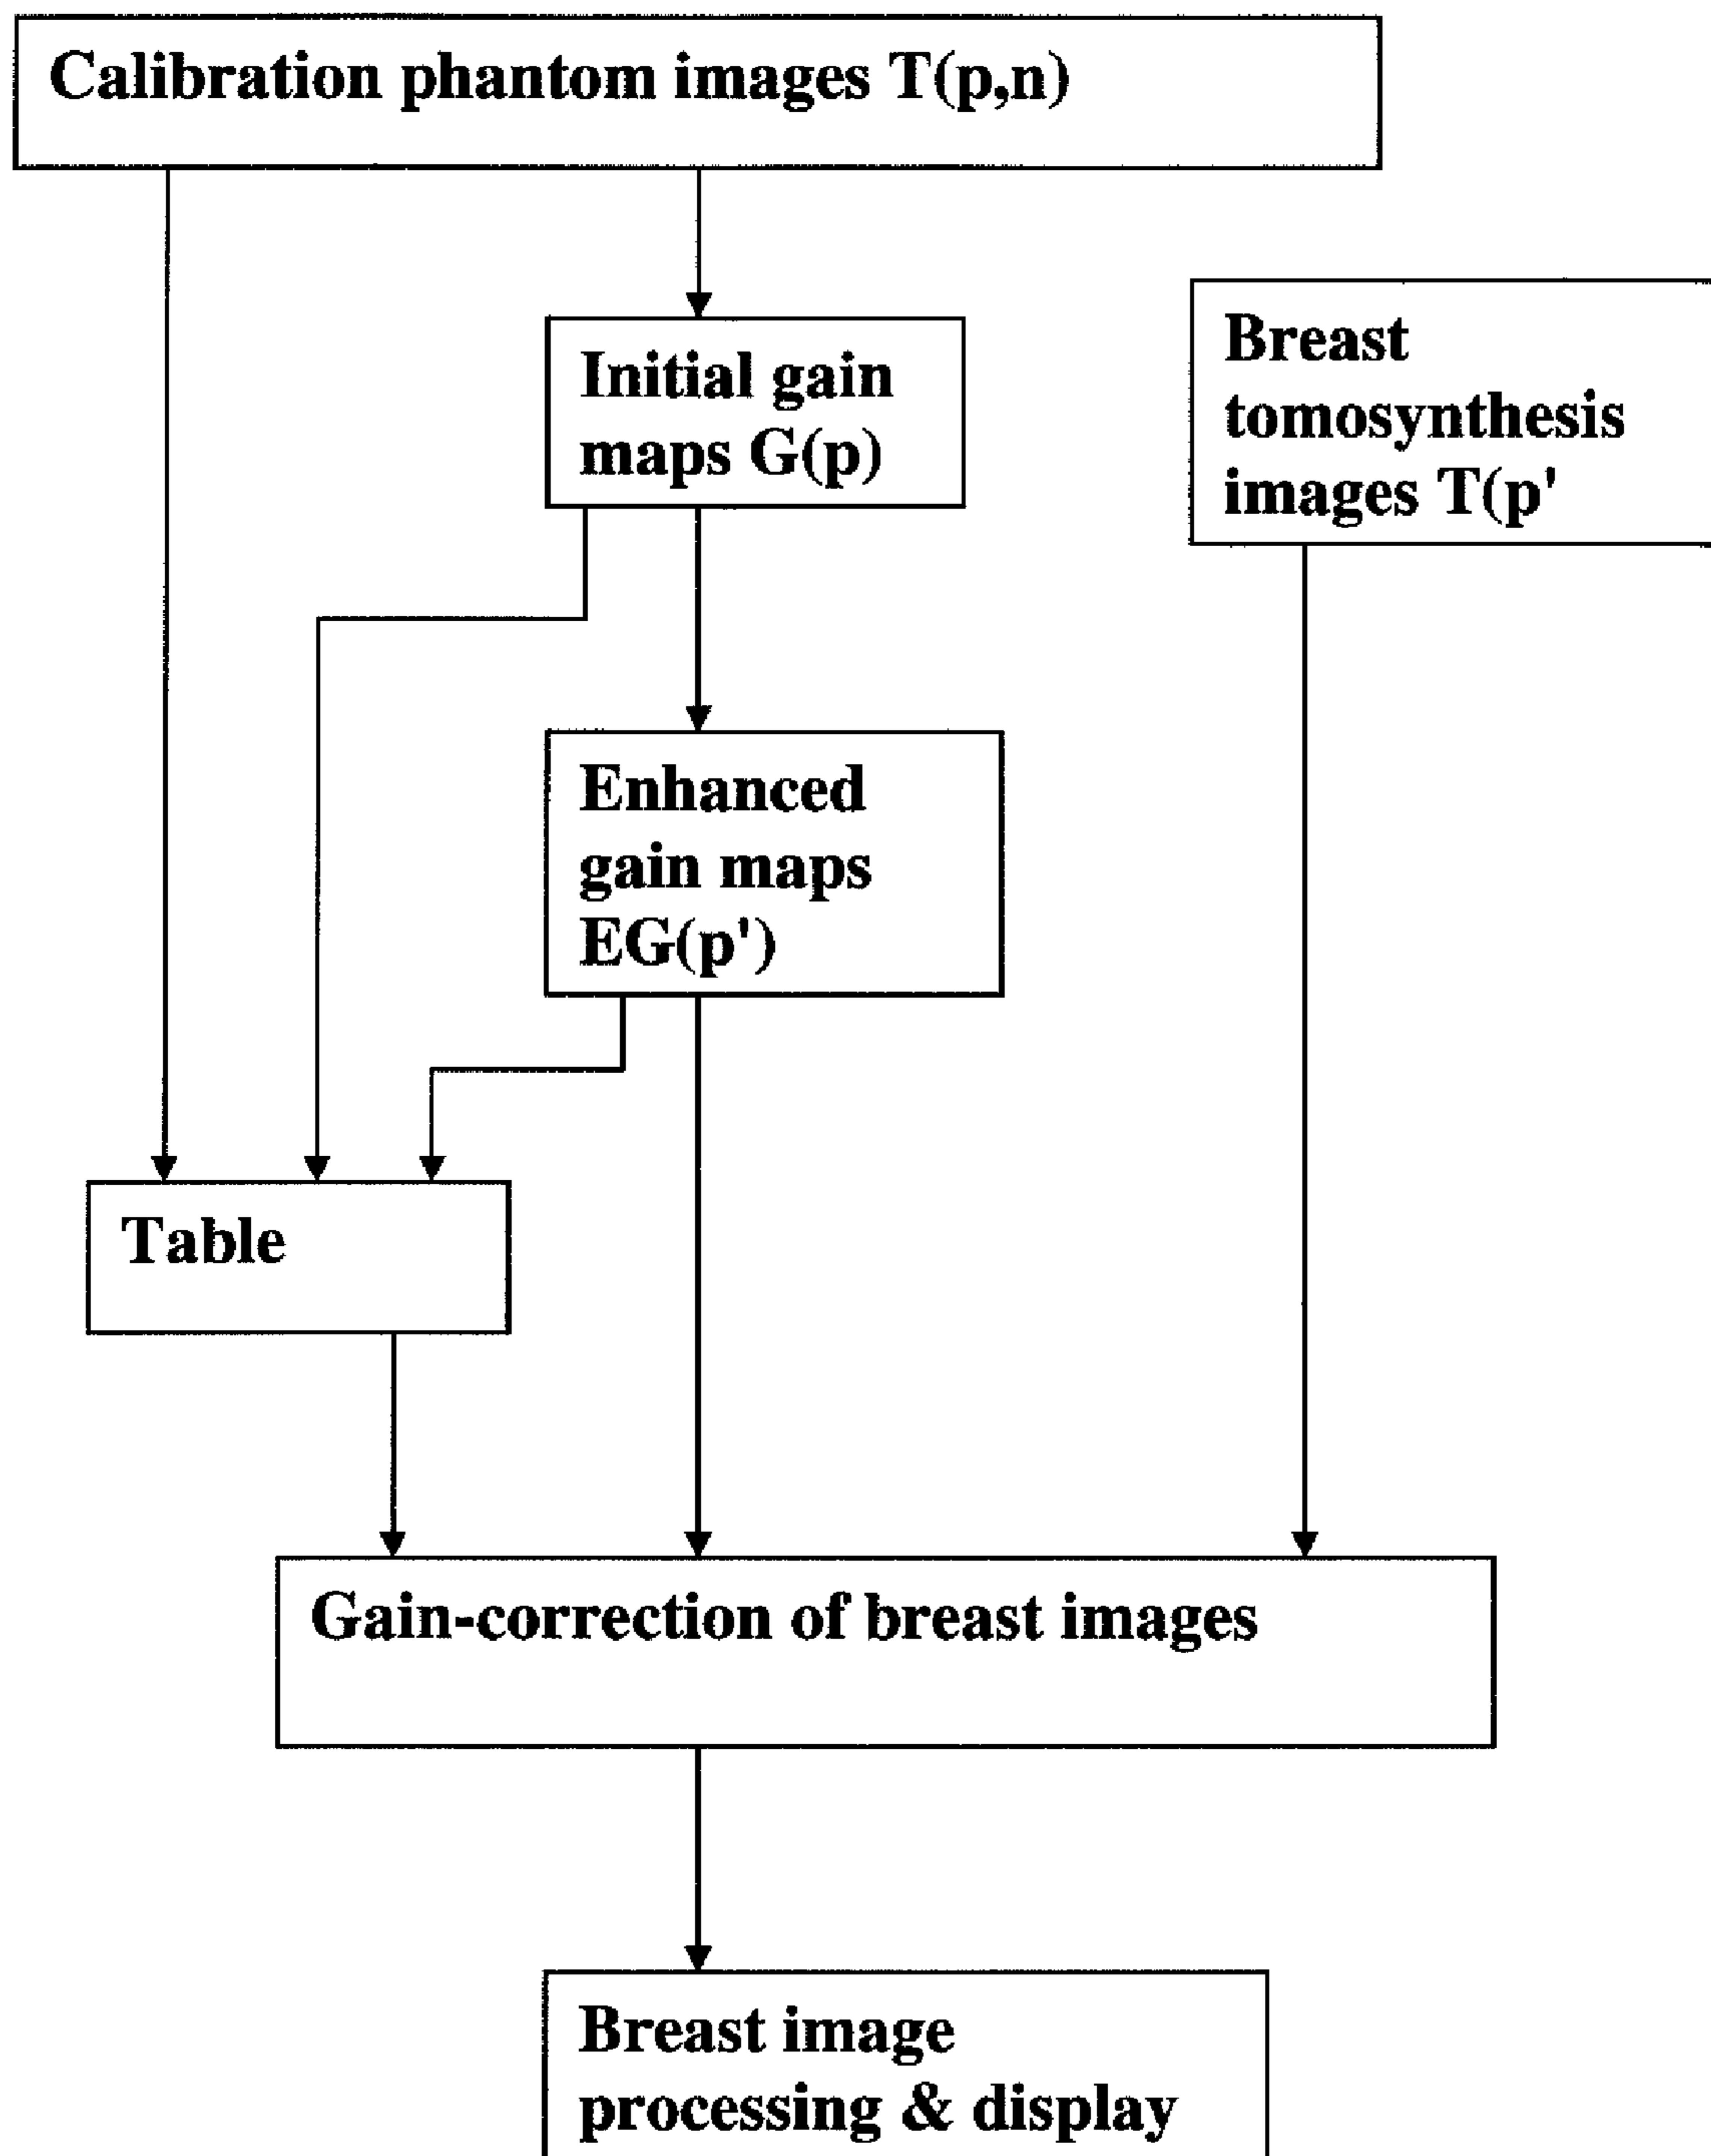 Calibration phantom images T(p,n)
Initial gain
maps G(p)
Breast
tomosynthesis
images T(p'
Enhanced
gain maps
EG(p')
Table
Gain-correction of breast images
Breast image
processing & display